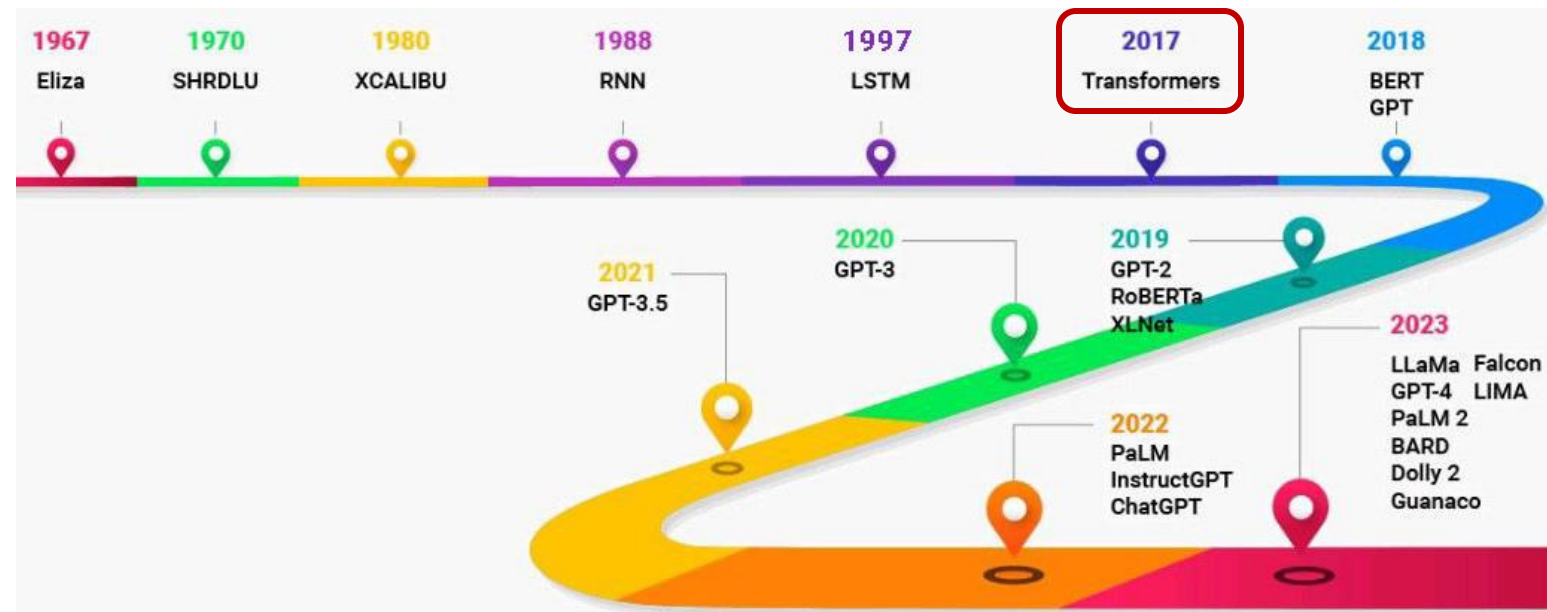 1967
Eliza
1970
SHRDLU
1980
XCALIBU
1988
RNN
1997
LSTM
2017
Transformers
2018
BERT
GPT
2019
GPT-2
RoBERTa
XLNet
2020
GPT-3
2021
GPT-3.5
2022
PaLM
InstructGPT
ChatGPT
2023
LLaMa Falcon
GPT-4 LIMA
PaLM 2
BARD
Dolly 2
Guanaco